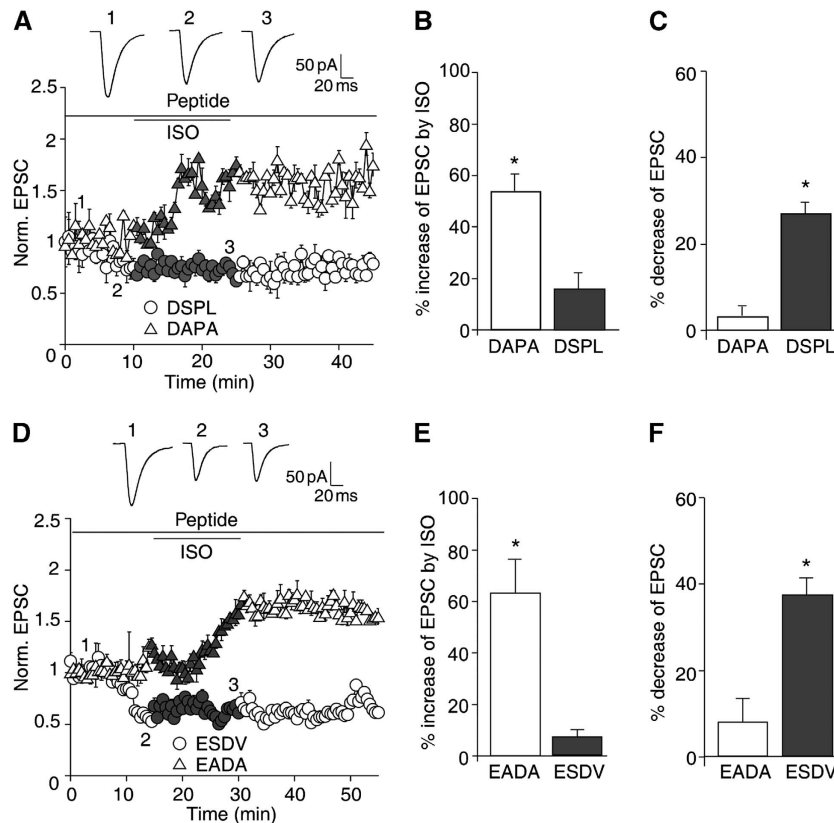 A
1 2 3
50 pA
20 ms
Peptide
ISO
Norm. EPSC
2.5
2
1.5
1
0.5
0
1
2
3
DSPL
DAPA
0 10 20 30 40
Time (min)
B
% increase of EPSC by ISO
100
80
60
40
20
0
*
DAPA DSPL
C
% decrease of EPSC
60
40
20
0
*
DAPA DSPL
D
1 2 3
50 pA
20 ms
Peptide
ISO
Norm. EPSC
2.5
2
1.5
1
0.5
0
1
2
3
ESDV
EADA
0 10 20 30 40 50
Time (min)
E
% increase of EPSC by ISO
100
80
60
40
20
0
*
EADA ESDV
F
% decrease of EPSC
60
40
20
0
*
EADA ESDV